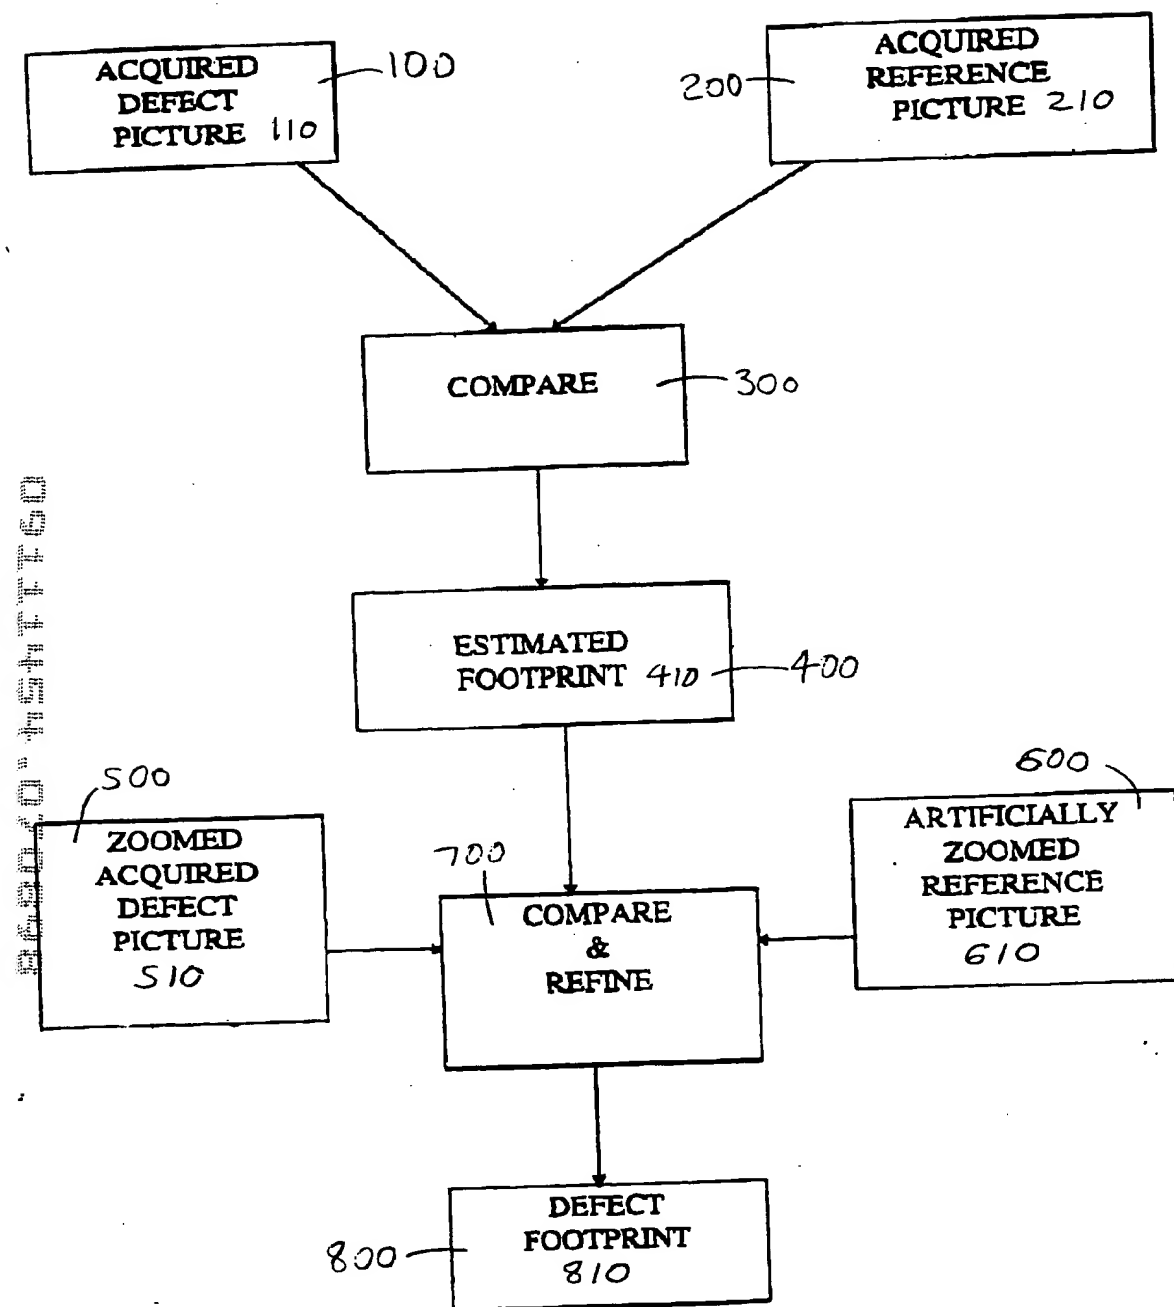 ACQUIRED
DEFECT
PICTURE 110
100
ACQUIRED
REFERENCE
PICTURE 210
200
COMPARE
300
ESTIMATED
FOOTPRINT 410
400
500
ZOOMED
ACQUIRED
DEFECT
PICTURE
510
700
COMPARE
&
REFINE
600
ARTIFICIALLY
ZOOMED
REFERENCE
PICTURE
610
DEFECT
FOOTPRINT
810
800